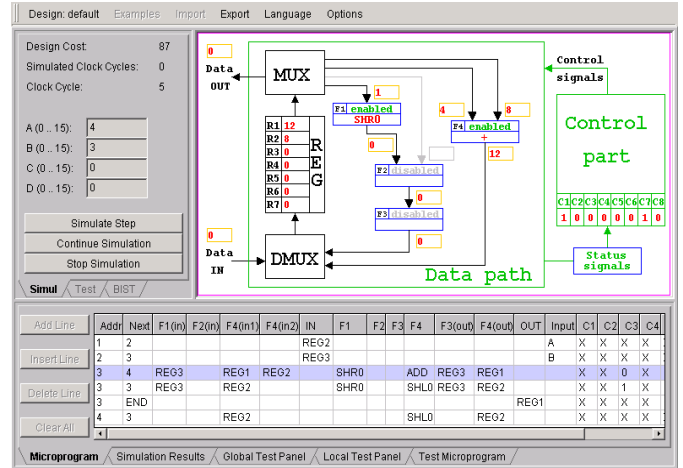 Design: default Examples Import Export Language Options
Design Cost: 87
Simulated Clock Cycles: 0
Clock Cycle: 5
A (0 .. 15): 4
B (0 .. 15): 3
C (0 .. 15): 0
D (0 .. 15): 0
Simulate Step
Continue Simulation
Stop Simulation
Simul Test BIST
0
Data
OUT
MUX
1
F1 enabled
SHR0
4
8
F4 enabled
+
12
R1 12
R2 8
R3 0
R4 0
R5 0
R6 0
R7 0
R
E
G
0
F2 disabled
0
F3 disabled
0
0
Data
IN
DMUX
Data path
Control
signals
Control
part
C1 C2 C3 C4 C5 C6 C7 C8
1 0 0 0 0 0 1 0
Status
signals
Add Line
Insert Line
Delete Line
Clear All
Addr Next F1(in) F2(in) F4(in1) F4(in2) IN F1 F2 F3 F4 F3(out) F4(out) OUT Input C1 C2 C3 C4
1 2 REG2 A X X X X
2 3 REG3 B X X X X
3 4 REG3 REG1 REG2 SHR0 ADD REG3 REG1 X X 0 X
3 3 REG3 REG2 SHR0 SHL0 REG3 REG2 X X 1 X
3 END REG1 X X X X
4 3 REG2 SHL0 REG2 X X X X
Microprogram Simulation Results Global Test Panel Local Test Panel Test Microprogram